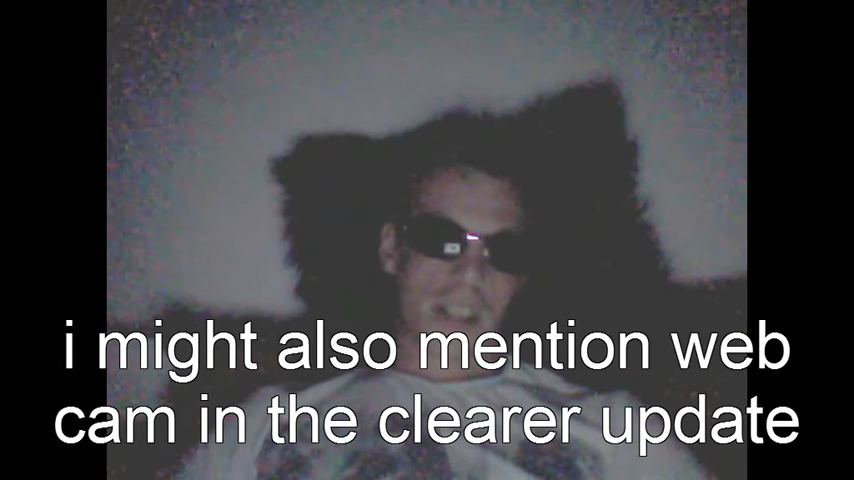 i might also mention web
cam in the clearer update